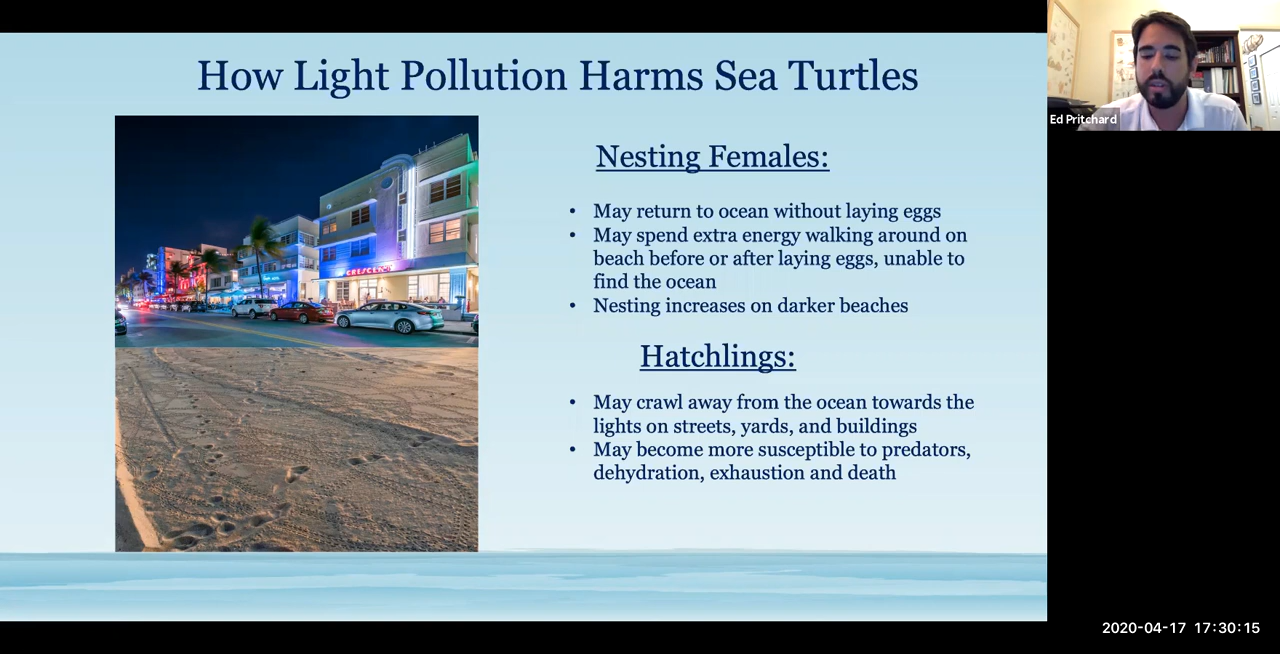 How Light Pollution Harms Sea Turtles
Ed Pritchard
Nesting Females:
• May return to ocean without laying eggs
• May spend extra energy walking around on
beach before or after laying eggs, unable to
find the ocean
• Nesting increases on darker beaches
CRESCENT
Hatchlings:
• May crawl away from the ocean towards the
lights on streets, yards, and buildings
• May become more susceptible to predators,
dehydration, exhaustion and death
2020-04-17 17:30:15